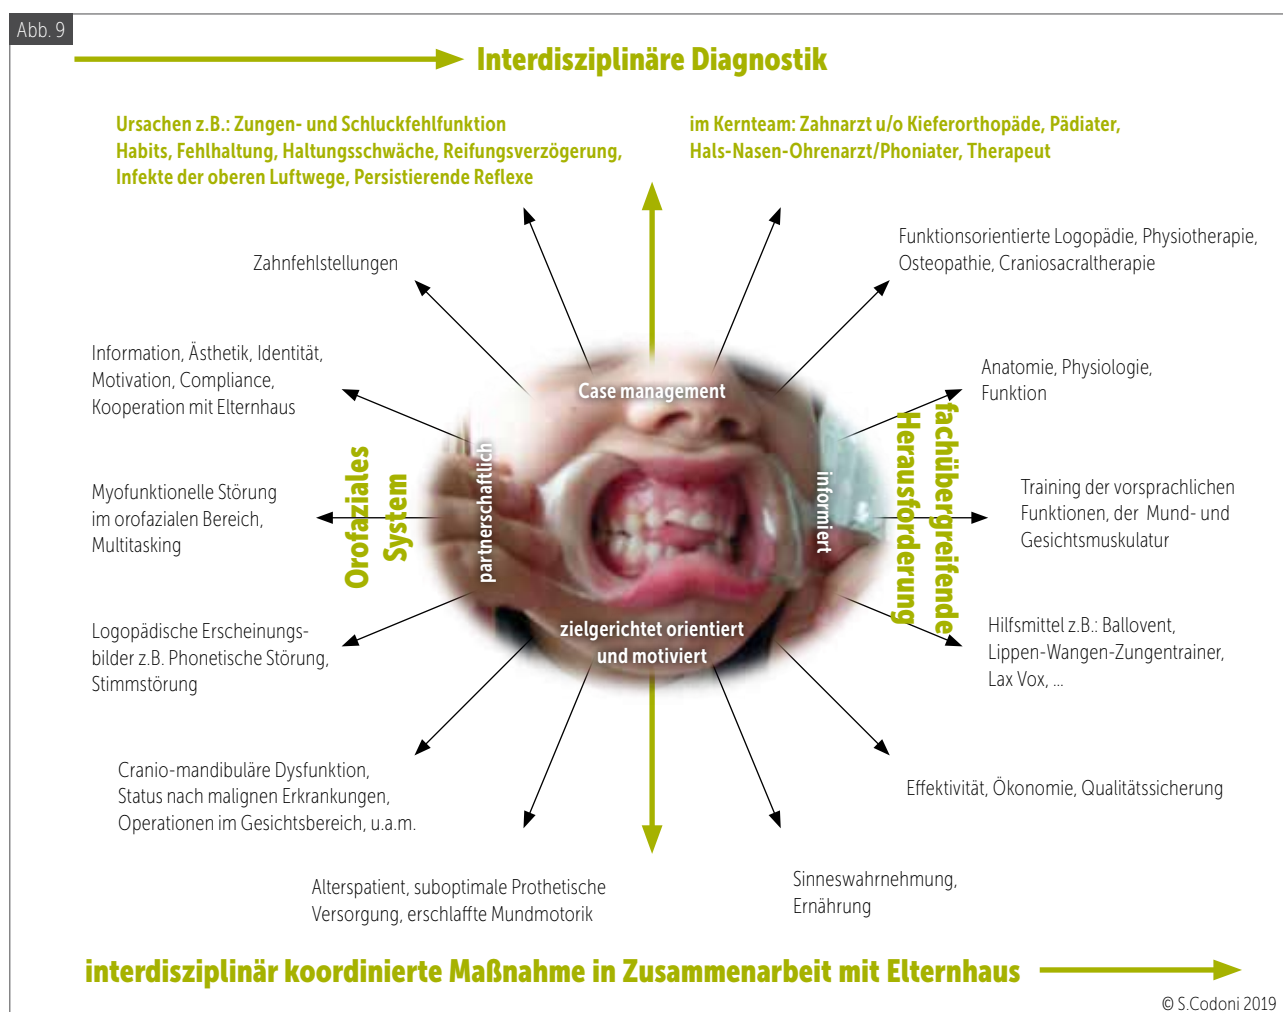 Abb. 9
Interdisziplinäre Diagnostik
Ursachen z.B.: Zungen- und Schluckfehlfunktion
Habits, Fehlhaltung, Haltungsschwäche, Reifungsverzögerung,
Infekte der oberen Luftwege, Persistierende Reflexe
im Kernteam: Zahnarzt u/o Kieferorthopäde, Pädiater,
Hals-Nasen-Ohrenarzt/Phoniater, Therapeut
Zahnfehlstellungen
Funktionsorientierte Logopädie, Physiotherapie,
Osteopathie, Craniosacraltherapie
Information, Ästhetik, Identität,
Motivation, Compliance,
Kooperation mit Elternhaus
Case management
Anatomie, Physiologie,
Funktion
Orofaziales
System
partnerschaftlich
informiert
fachübergreifende
Herausforderung
Myofunktionelle Störung
im orofazialen Bereich,
Multitasking
Training der vorsprachlichen
Funktionen, der Mund- und
Gesichtsmuskulatur
Logopädische Erscheinungs-
bilder z.B. Phonetische Störung,
Stimmstörung
zielgerichtet orientiert
und motiviert
Hilfsmittel z.B.: Ballovent,
Lippen-Wangen-Zungentrainer,
Lax Vox, ...
Cranio-mandibuläre Dysfunktion,
Status nach malignen Erkrankungen,
Operationen im Gesichtsbereich, u.a.m.
Effektivität, Ökonomie, Qualitätssicherung
Alterspatient, suboptimale Prothetische
Versorgung, erschlaffte Mundmotorik
Sinneswahrnehmung,
Ernährung
interdisziplinär koordinierte Maßnahme in Zusammenarbeit mit Elternhaus
© S.Codoni 2019